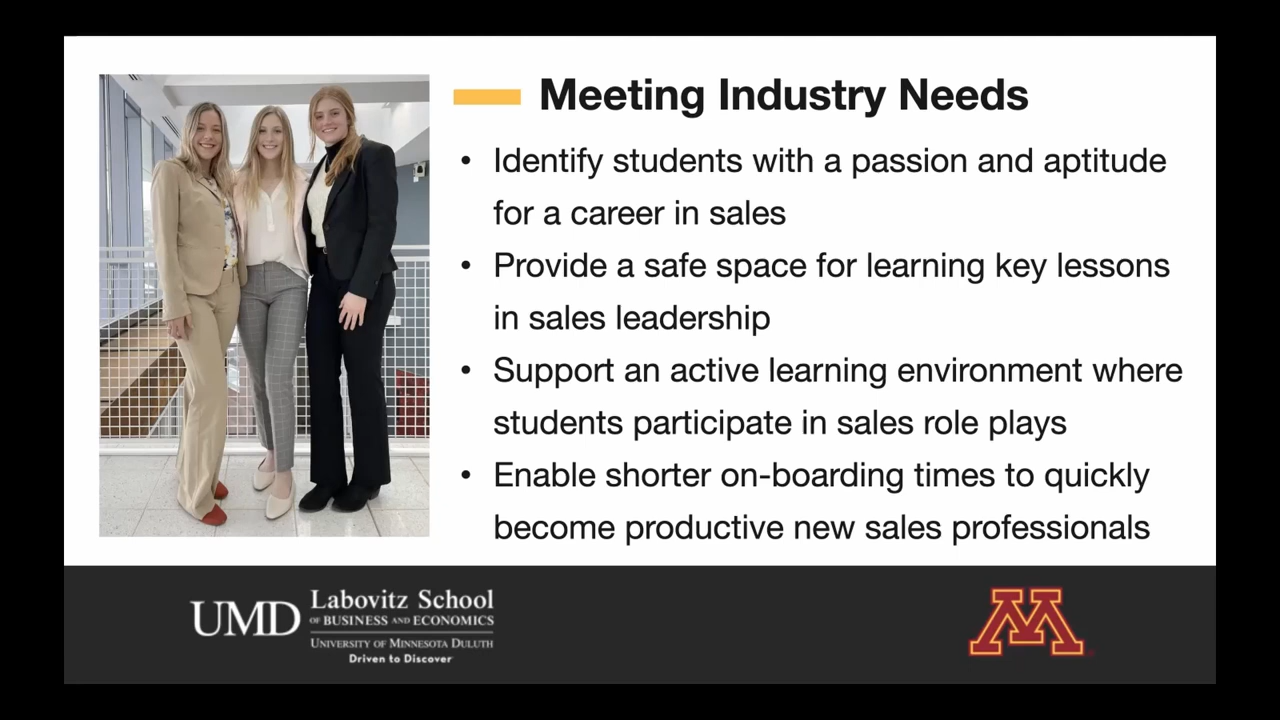 Meeting Industry Needs
• Identify students with a passion and aptitude
for a career in sales
• Provide a safe space for learning key lessons
in sales leadership
• Support an active learning environment where
students participate in sales role plays
• Enable shorter on-boarding times to quickly
become productive new sales professionals
UMD
Labovitz School
OF BUSINESS AND ECONOMICS
UNIVERSITY OF MINNESOTA DULUTH
Driven to Discover
M